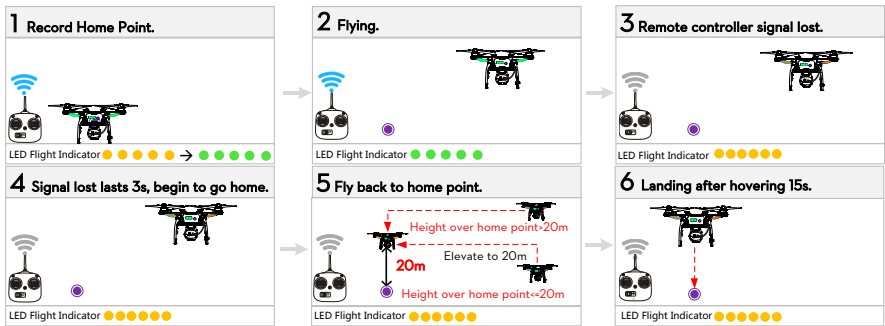 1 Record Home Point.
LED Flight Indicator
2 Flying.
LED Flight Indicator
3 Remote controller signal lost.
LED Flight Indicator
4 Signal lost lasts 3s, begin to go home.
LED Flight Indicator
5 Fly back to home point.
Height over home point>20m
Elevate to 20m
20m
Height over home point<=20m
LED Flight Indicator
6 Landing after hovering 15s.
LED Flight Indicator